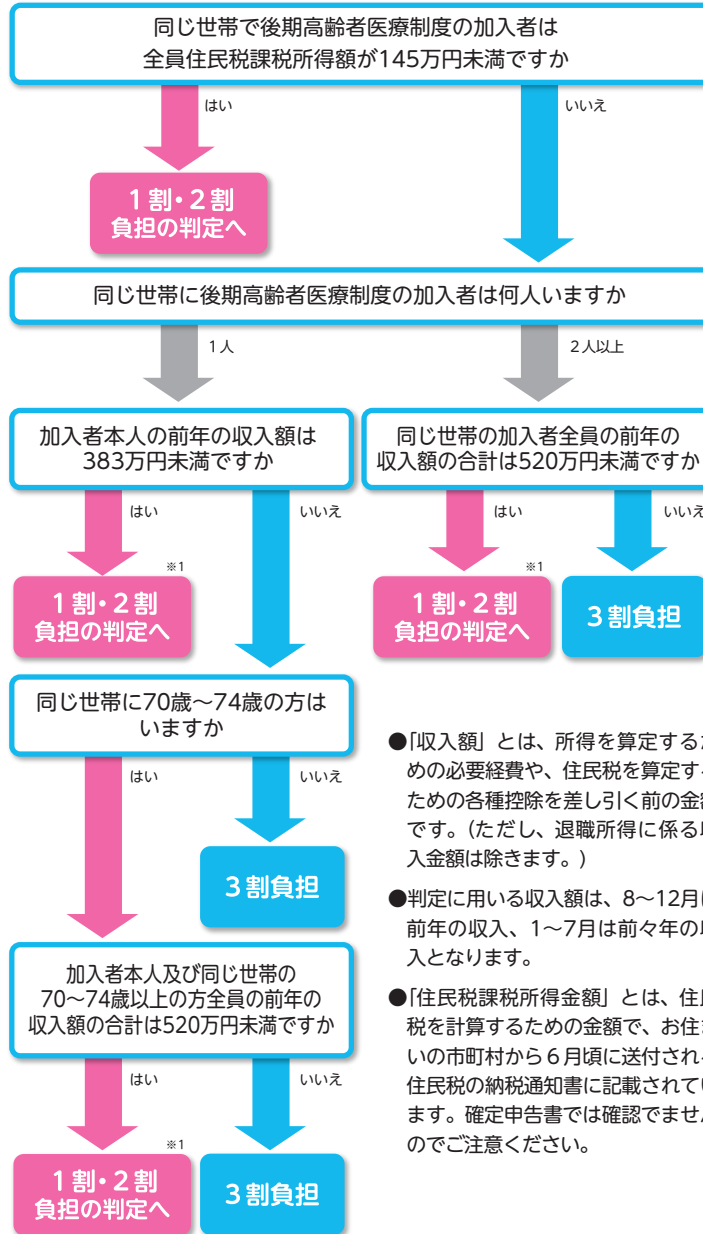 同じ世帯で後期高齢者医療制度の加入者は
全員住民税課税所得額が145万円未満ですか
はい
いいえ
1割・2割
負担の判定へ
同じ世帯に後期高齢者医療制度の加入者は何人いますか
1人
2人以上
加入者本人の前年の収入額は
383万円未満ですか
同じ世帯の加入者全員の前年の
収入額の合計は520万円未満ですか
はい
いいえ
はい
いいえ
※1
※1
1割・2割
負担の判定へ
1割・2割
負担の判定へ
3割負担
同じ世帯に70歳〜74歳の方は
いますか
はい
いいえ
3割負担
加入者本人及び同じ世帯の
70〜74歳以上の方全員の前年の
収入額の合計は520万円未満ですか
はい
いいえ
※1
1割・2割
負担の判定へ
3割負担
●「収入額」とは、所得を算定するた
めの必要経費や、住民税を算定する
ための各種控除を差し引く前の金額
です。(ただし、退職所得に係る収
入金額は除きます。)
●判定に用いる収入額は、8〜12月は
前年の収入、1〜7月は前々年の収
入となります。
●「住民税課税所得金額」とは、住民
税を計算するための金額で、お住ま
いの市町村から6月頃に送付される
住民税の納税通知書に記載されてい
ます。確定申告書では確認でません
のでご注意ください。